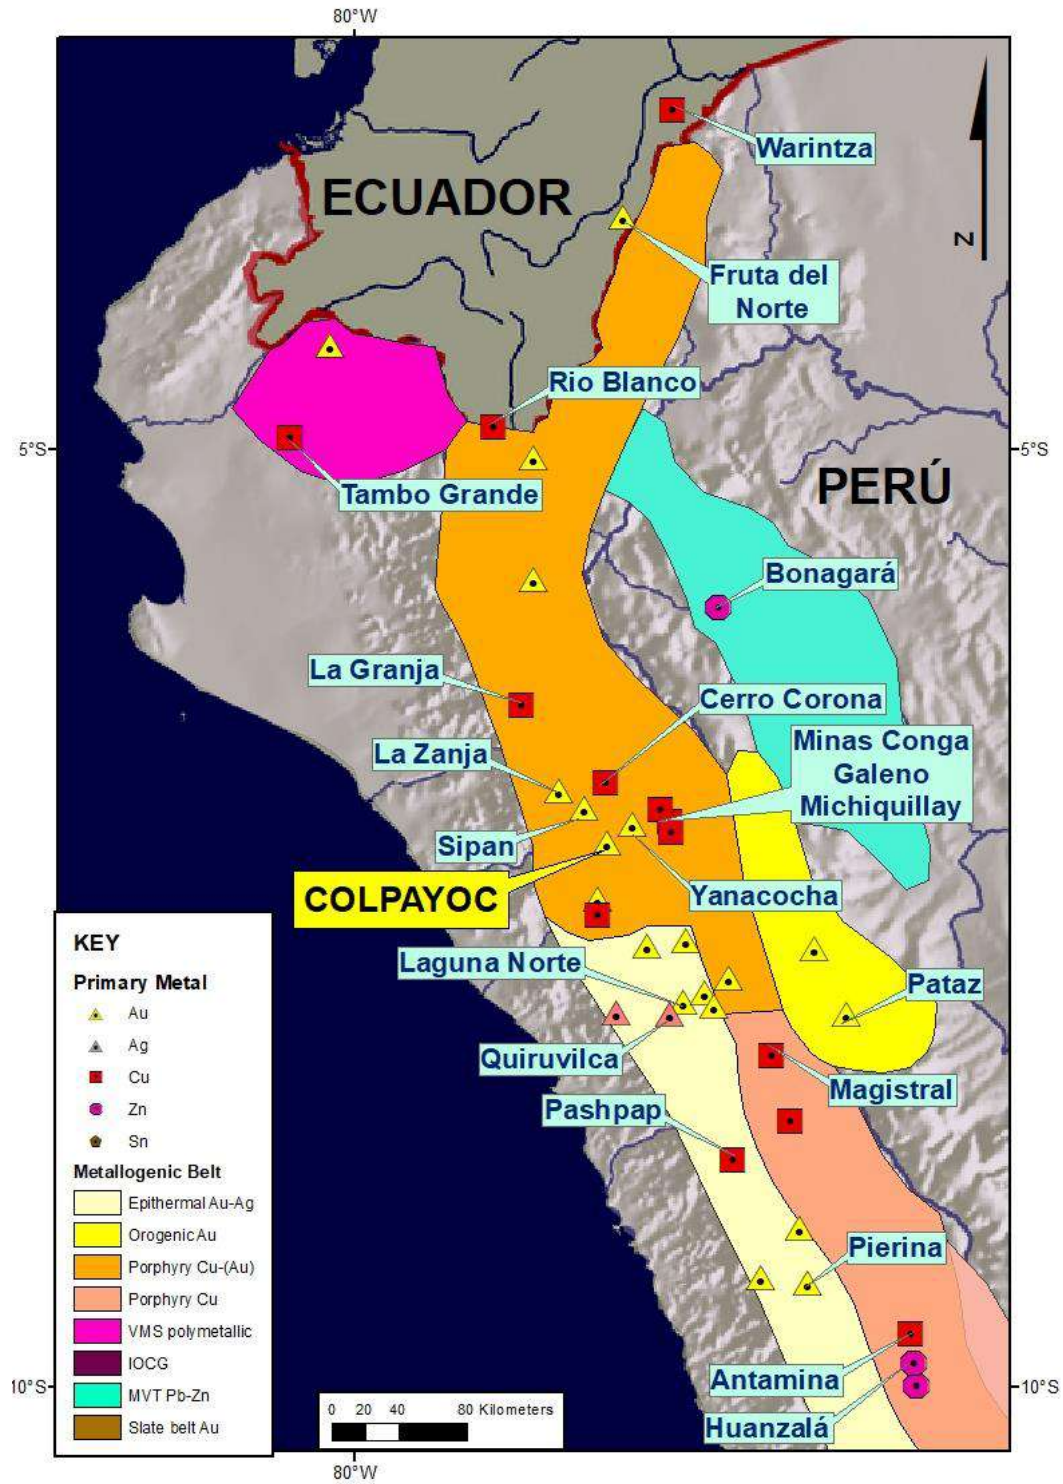 80°W
Warintza
ECUADOR
N
Fruta del
Norte
Rio Blanco
5°S
5°S
PERÚ
Tambo Grande
Bonagará
La Granja
Cerro Corona
La Zanja
Minas Conga
Galeno
Michiquillay
Sipan
COLPAYOC
Yanacocha
Laguna Norte
Pataz
Quiruvilca
Magistral
Pashpap
Pierina
Antamina
Huanzalá
10°S
10°S
KEY
Primary Metal
Au
Ag
Cu
Zn
Sn
Metallogenic Belt
Epithermal Au-Ag
Orogenic Au
Porphyry Cu-(Au)
Porphyry Cu
VMS polymetallic
IOCG
MVT Pb-Zn
Slate belt Au
0 20 40 80 Kilometers
80°W